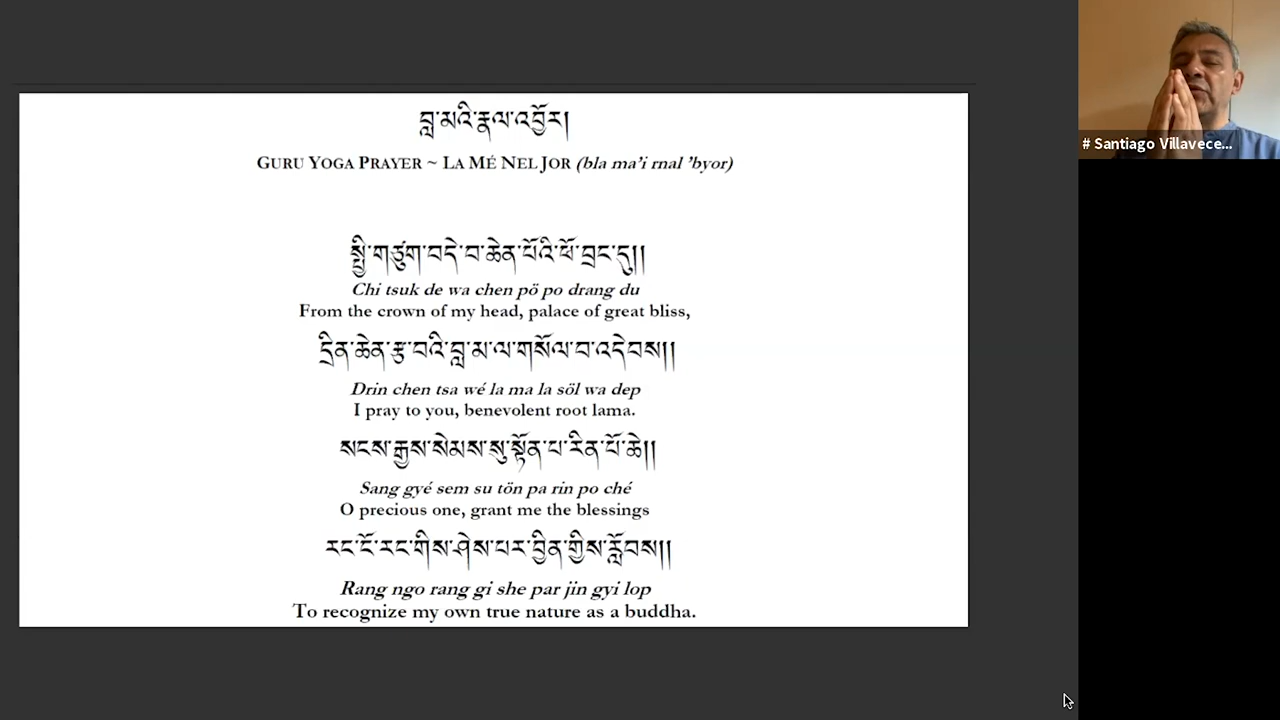 བླ་མའི་རྣལ་འབྱོར།
GURU YOGA PRAYER ~ LA MÉ NEL JOR (bla ma’i rnal ’byor)
སྤྱི་གཙུག་བདེ་བ་ཆེན་པོའི་ཕོ་བྲང་དུ།།
Chi tsuk de wa chen pö po drang du
From the crown of my head, palace of great bliss,
དྲིན་ཆེན་རྩ་བའི་བླ་མ་ལ་གསོལ་བ་འདེབས།།
Drin chen tsa wé la ma la söl wa dep
I pray to you, benevolent root lama.
སངས་རྒྱས་སེམས་སུ་སྟོན་པ་རིན་པོ་ཆེ།།
Sang gyé sem su tön pa rin po ché
O precious one, grant me the blessings
རང་ངོ་རང་གིས་ཤེས་པར་བྱིན་གྱིས་རློབས།།
Rang ngo rang gi she par jin gyi lop
To recognize my own true nature as a buddha.
# Santiago Villavece...